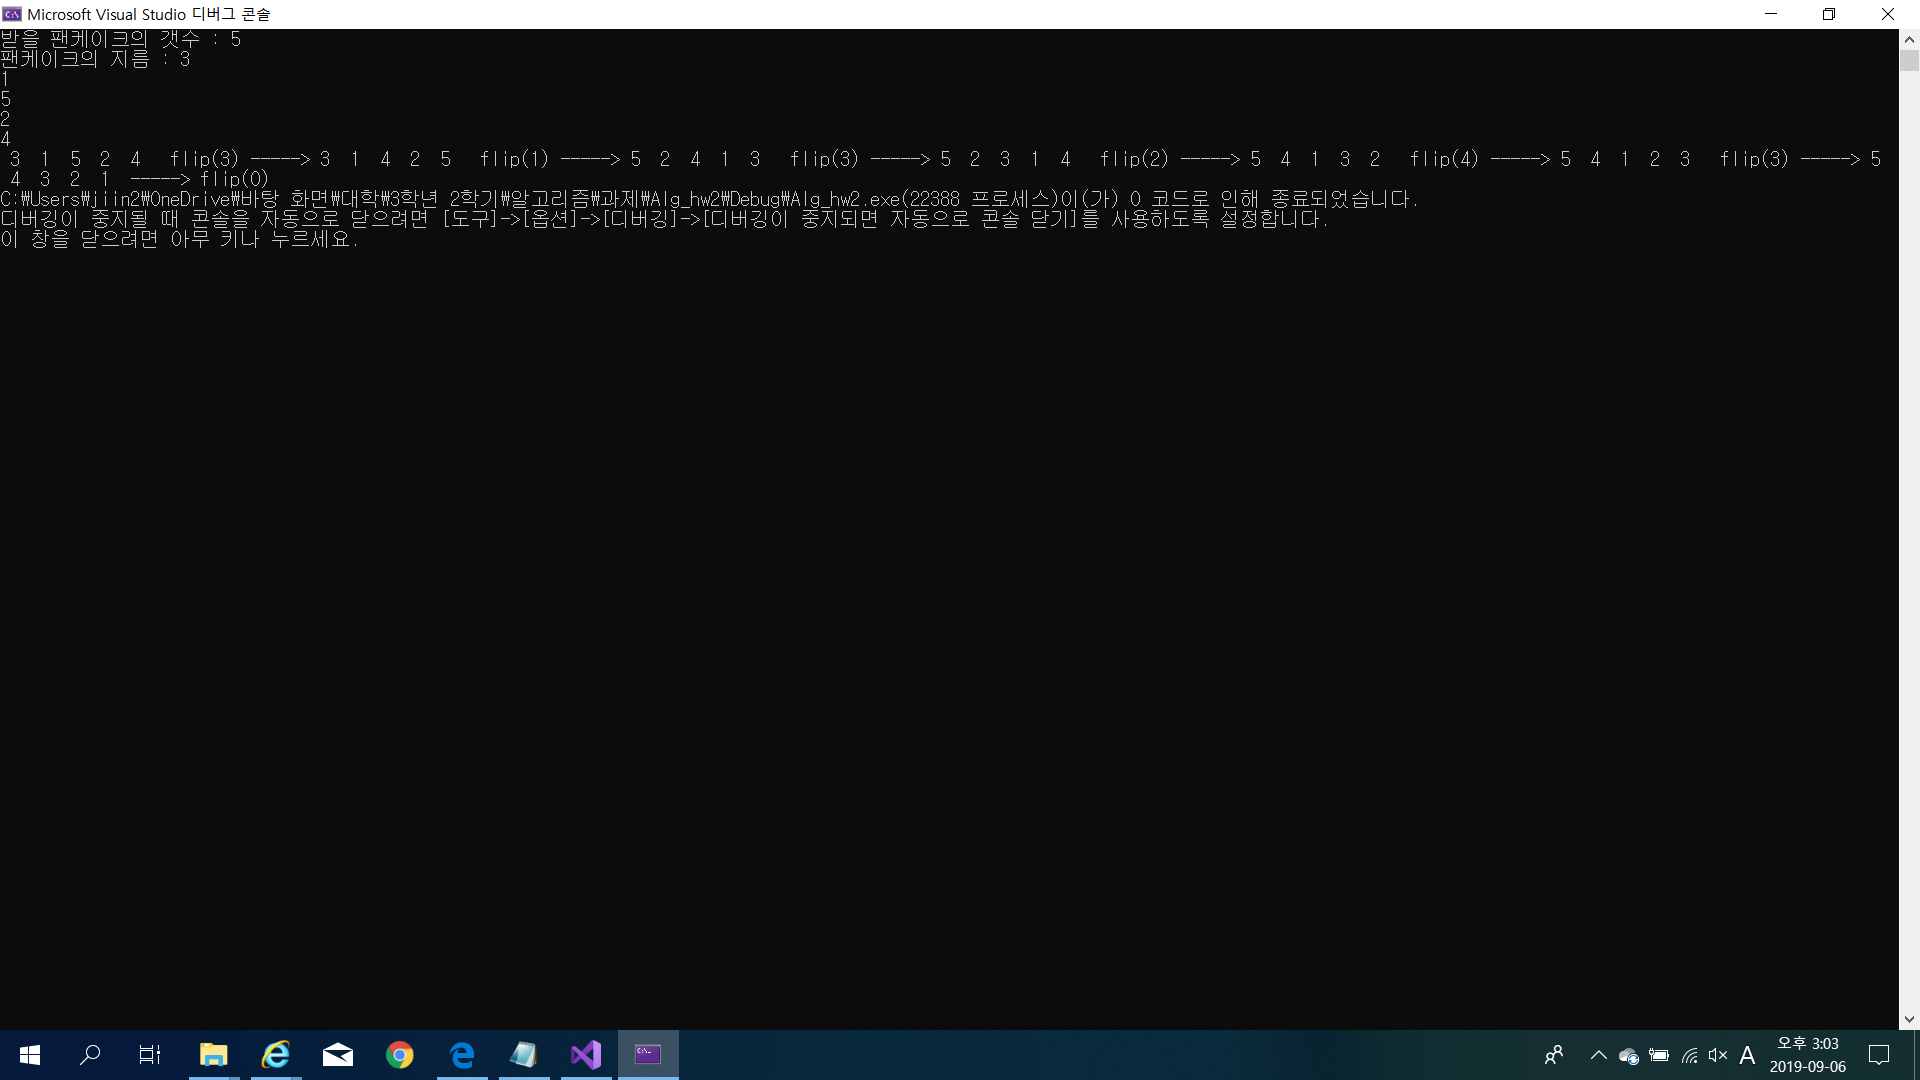 Microsoft Visual Studio 디버그 콘솔
받을 팬케이크의 갯수 : 5
팬케이크의 지름 : 3
1
5
2
4
 3  1  5  2  4   flip(3) -----> 3  1  4  2  5   flip(1) -----> 5  2  4  1  3   flip(3) -----> 5  2  3  1  4   flip(2) -----> 5  4  1  3  2   flip(4) -----> 5  4  1  2  3   flip(3) -----> 5
 4  3  2  1  -----> flip(0)
C:₩Users₩jiin2₩OneDrive₩바탕 화면₩대학₩3학년 2학기₩알고리즘₩과제₩Alg_hw2₩Debug₩Alg_hw2.exe(22388 프로세스)이(가) 0 코드로 인해 종료되었습니다.
디버깅이 중지될 때 콘솔을 자동으로 닫으려면 [도구]->[옵션]->[디버깅]->[디버깅이 중지되면 자동으로 콘솔 닫기]를 사용하도록 설정합니다.
이 창을 닫으려면 아무 키나 누르세요.
A
오후 3:03
2019-09-06